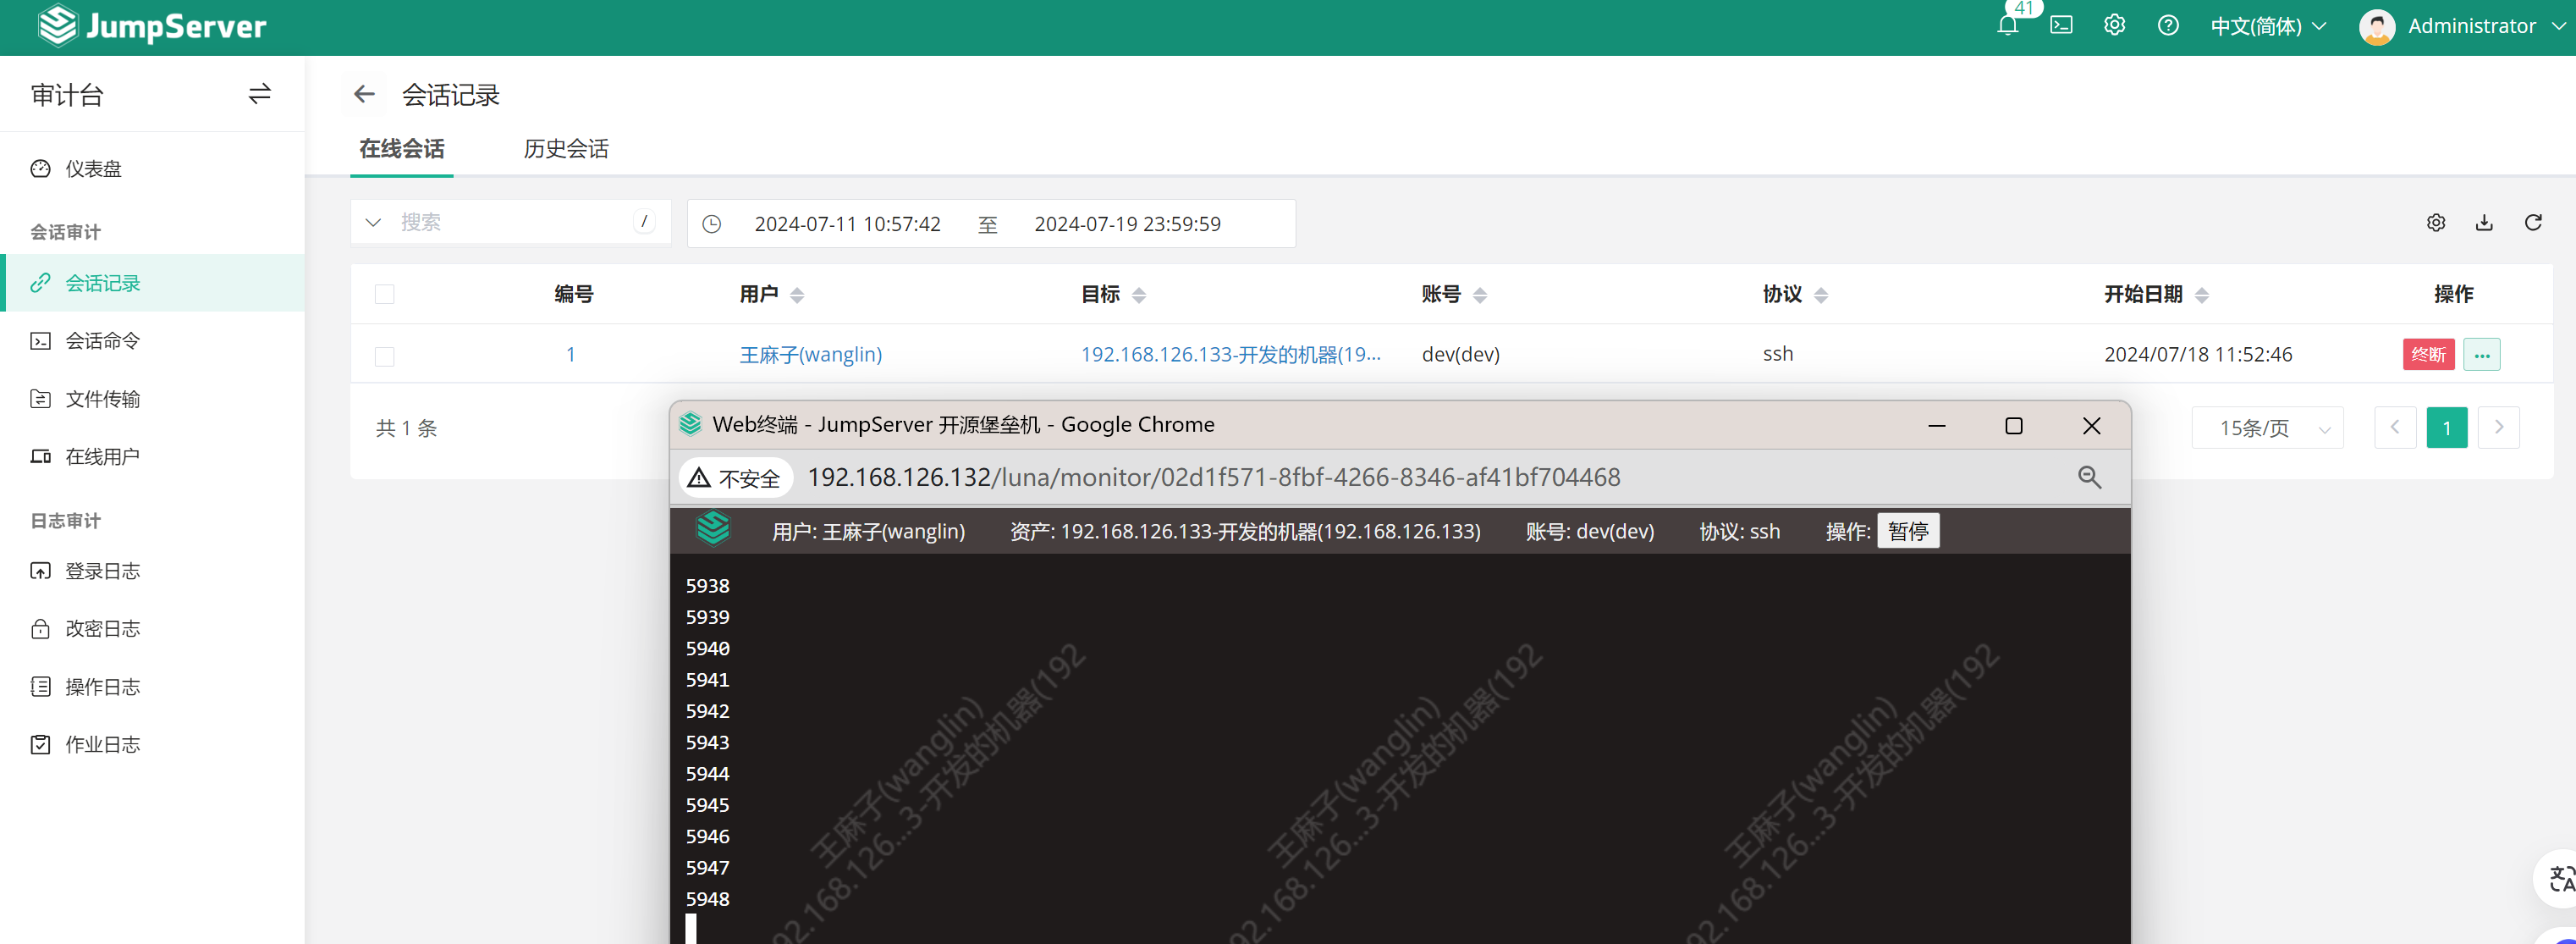 JumpServer
41
中文(简体)
Administrator
审计台
仪表盘
会话审计
会话记录
会话命令
文件传输
在线用户
日志审计
登录日志
改密日志
操作日志
作业日志
会话记录
在线会话 历史会话
搜索 / 2024-07-11 10:57:42 至 2024-07-19 23:59:59
编号 用户 目标 账号 协议 开始日期 操作
1 王麻子(wanglin) 192.168.126.133-开发的机器(19... dev(dev) ssh 2024/07/18 11:52:46 终断 ...
共 1 条 15条/页 1
Web终端 - JumpServer 开源堡垒机 - Google Chrome
不安全 192.168.126.132/luna/monitor/02d1f571-8fbf-4266-8346-af41bf704468
用户: 王麻子(wanglin) 资产: 192.168.126.133-开发的机器(192.168.126.133) 账号: dev(dev) 协议: ssh 操作: 暂停
5938
5939
5940
5941
5942
5943
5944
5945
5946
5947
5948
王麻子(wanglin)
92.168.126...3-开发的机器(192
王麻子(wanglin)
92.168.126...3-开发的机器(192
王麻子(wanglin)
92.168.126...3-开发的机器(192